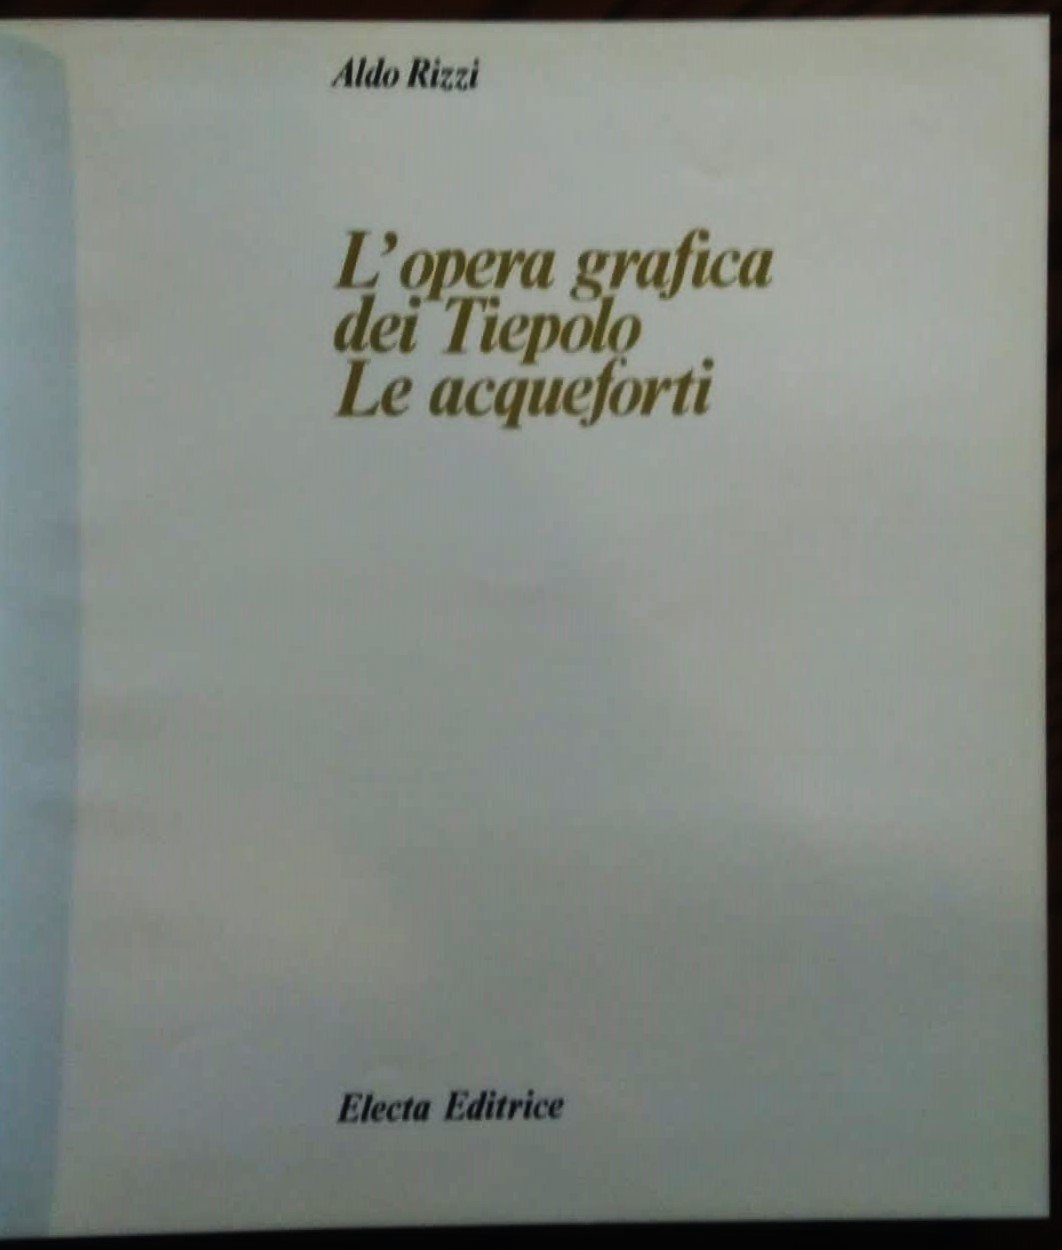 Aldo Rizzi
L'opera grafica
dei Tiepolo
Le acqueforti
Electa Editrice